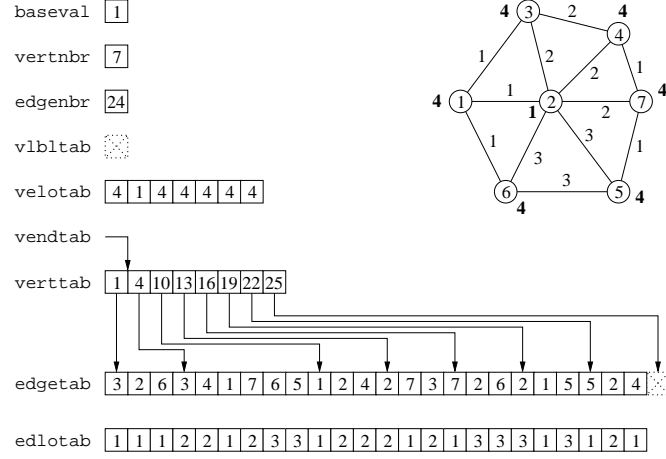 baseval 1
vertnbr 7
edgenbr 24
vlbltab
velotab 4 1 4 4 4 4 4
vendtab
verttab 1 4 10 13 16 19 22 25
edgetab 3 2 6 3 4 1 7 6 5 1 2 4 2 7 3 7 2 6 2 1 5 5 2 4
edlotab 1 1 1 2 2 1 2 3 3 1 2 2 2 1 2 1 3 3 3 1 3 1 2 1
4 3 2 4
4
1 2 2 1
4 1 1 2 2 7 4
1
1 3 3 1
6 3 5 4
4